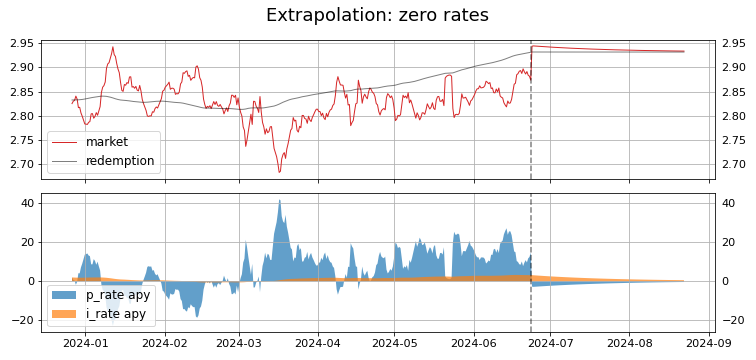 Extrapolation: zero rates
2.95 2.95
2.90 2.90
2.85 2.85
2.80 2.80
2.75 2.75
2.70 2.70
market
redemption
40 40
20 20
0 0
−20 −20
p_rate apy
i_rate apy
2024-01 2024-02 2024-03 2024-04 2024-05 2024-06 2024-07 2024-08 2024-09